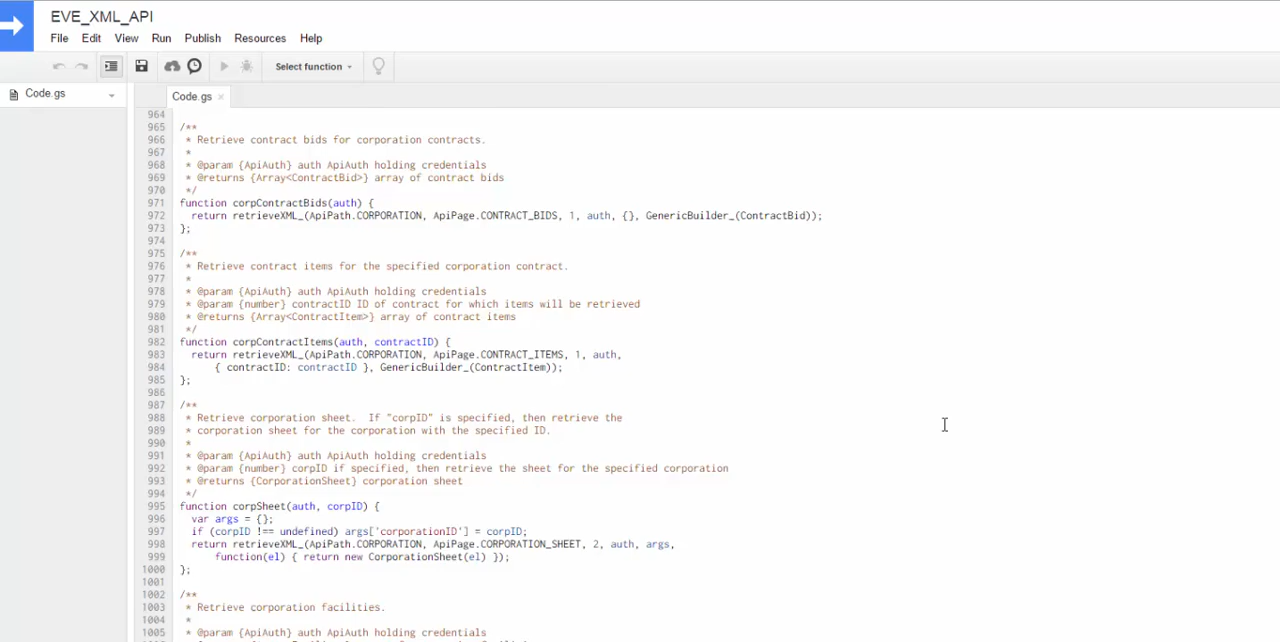 EVE_XML_API
File Edit View Run Publish Resources Help
Select function
Code.gs
Code.gs ×
964
965 /**
966 * Retrieve contract bids for corporation contracts.
967 *
968 * @param {ApiAuth} auth ApiAuth holding credentials
969 * @returns {Array<ContractBid>} array of contract bids
970 */
971 function corpContractBids(auth) {
972 return retrieveXML_(ApiPath.CORPORATION, ApiPage.CONTRACT_BIDS, 1, auth, {}, GenericBuilder_(ContractBid));
973 };
974
975 /**
976 * Retrieve contract items for the specified corporation contract.
977 *
978 * @param {ApiAuth} auth ApiAuth holding credentials
979 * @param {number} contractID ID of contract for which items will be retrieved
980 * @returns {Array<ContractItem>} array of contract items
981 */
982 function corpContractItems(auth, contractID) {
983 return retrieveXML_(ApiPath.CORPORATION, ApiPage.CONTRACT_ITEMS, 1, auth,
984 { contractID: contractID }, GenericBuilder_(ContractItem));
985 };
986
987 /**
988 * Retrieve corporation sheet.  If "corpID" is specified, then retrieve the
989 * corporation sheet for the corporation with the specified ID.
990 *
991 * @param {ApiAuth} auth ApiAuth holding credentials
992 * @param {number} corpID if specified, then retrieve the sheet for the specified corporation
993 * @returns {CorporationSheet} corporation sheet
994 */
995 function corpSheet(auth, corpID) {
996 var args = {};
997 if (corpID !== undefined) args['corporationID'] = corpID;
998 return retrieveXML_(ApiPath.CORPORATION, ApiPage.CORPORATION_SHEET, 2, auth, args,
999 function(el) { return new CorporationSheet(el) });
1000 };
1001
1002 /**
1003 * Retrieve corporation facilities.
1004 *
1005 * @param {ApiAuth} auth ApiAuth holding credentials